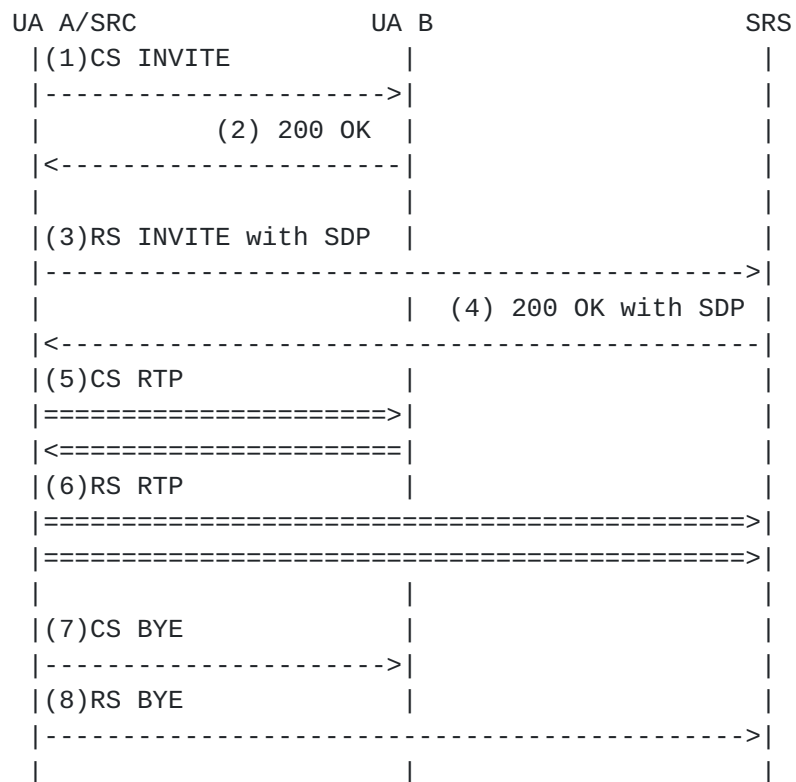 UA A/SRC                 UA B                    SRS
 |(1)CS INVITE           |                      |
 |---------------------->|                      |
 |           (2) 200 OK  |                      |
 |<----------------------|                      |
 |                       |                      |
 |(3)RS INVITE with SDP  |                      |
 |--------------------------------------------->|
 |                       |  (4) 200 OK with SDP |
 |<---------------------------------------------|
 |(5)CS RTP              |                      |
 |======================>|                      |
 |<======================|                      |
 |(6)RS RTP              |                      |
 |=============================================>|
 |=============================================>|
 |                       |                      |
 |(7)CS BYE              |                      |
 |---------------------->|                      |
 |(8)RS BYE              |                      |
 |--------------------------------------------->|
 |                       |                      |